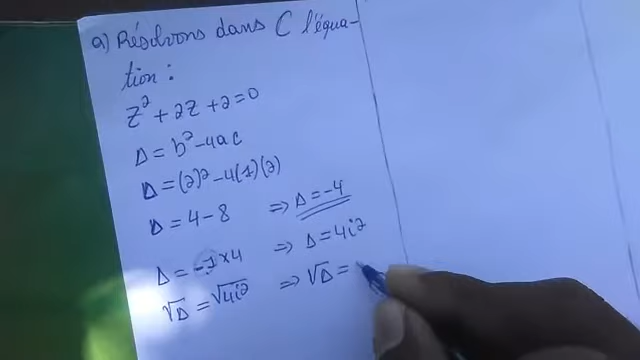 a) Résolvons dans C l'équa-
tion :
z² + 2z + 2 = 0
Δ = b² - 4ac
Δ = (2)² - 4(1)(2)
Δ = 4 - 8 ⇒ Δ = -4
Δ = -1 × 4 ⇒ Δ = 4i²
√Δ = √4i² ⇒ √Δ =